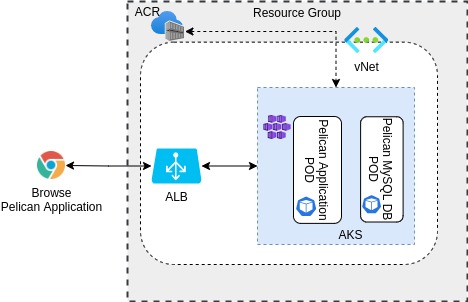 ACR
Resource Group
vNet
Pelican Application
POD
Pelican MySQL DB
POD
Browse
Pelican Application
ALB
AKS